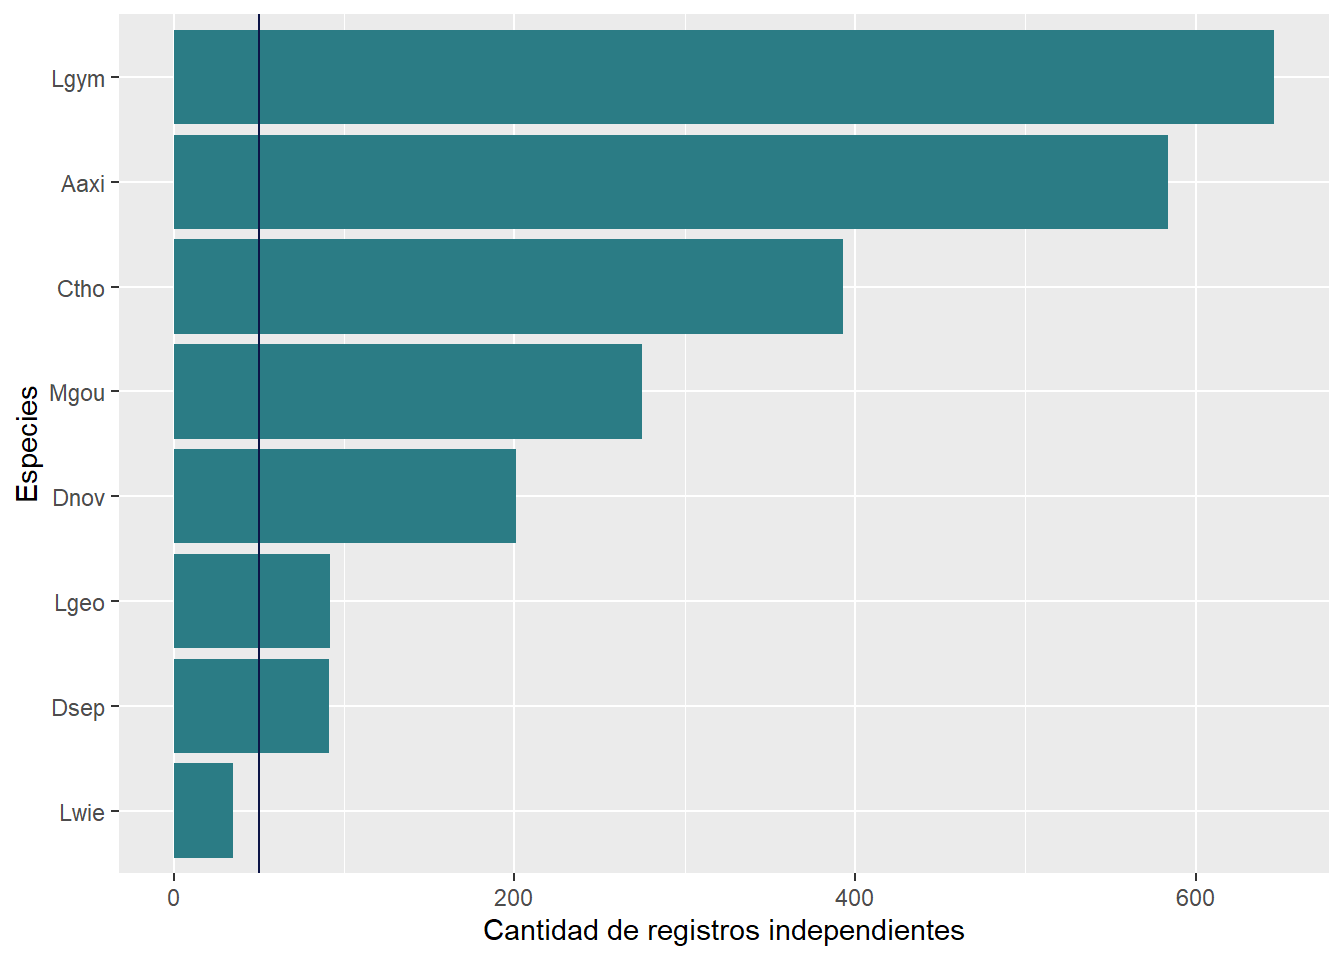 Lgym
Aaxi
Ctho
Mgou
Dnov
Lgeo
Dsep
Lwie
Especies
0 200 400 600
Cantidad de registros independientes